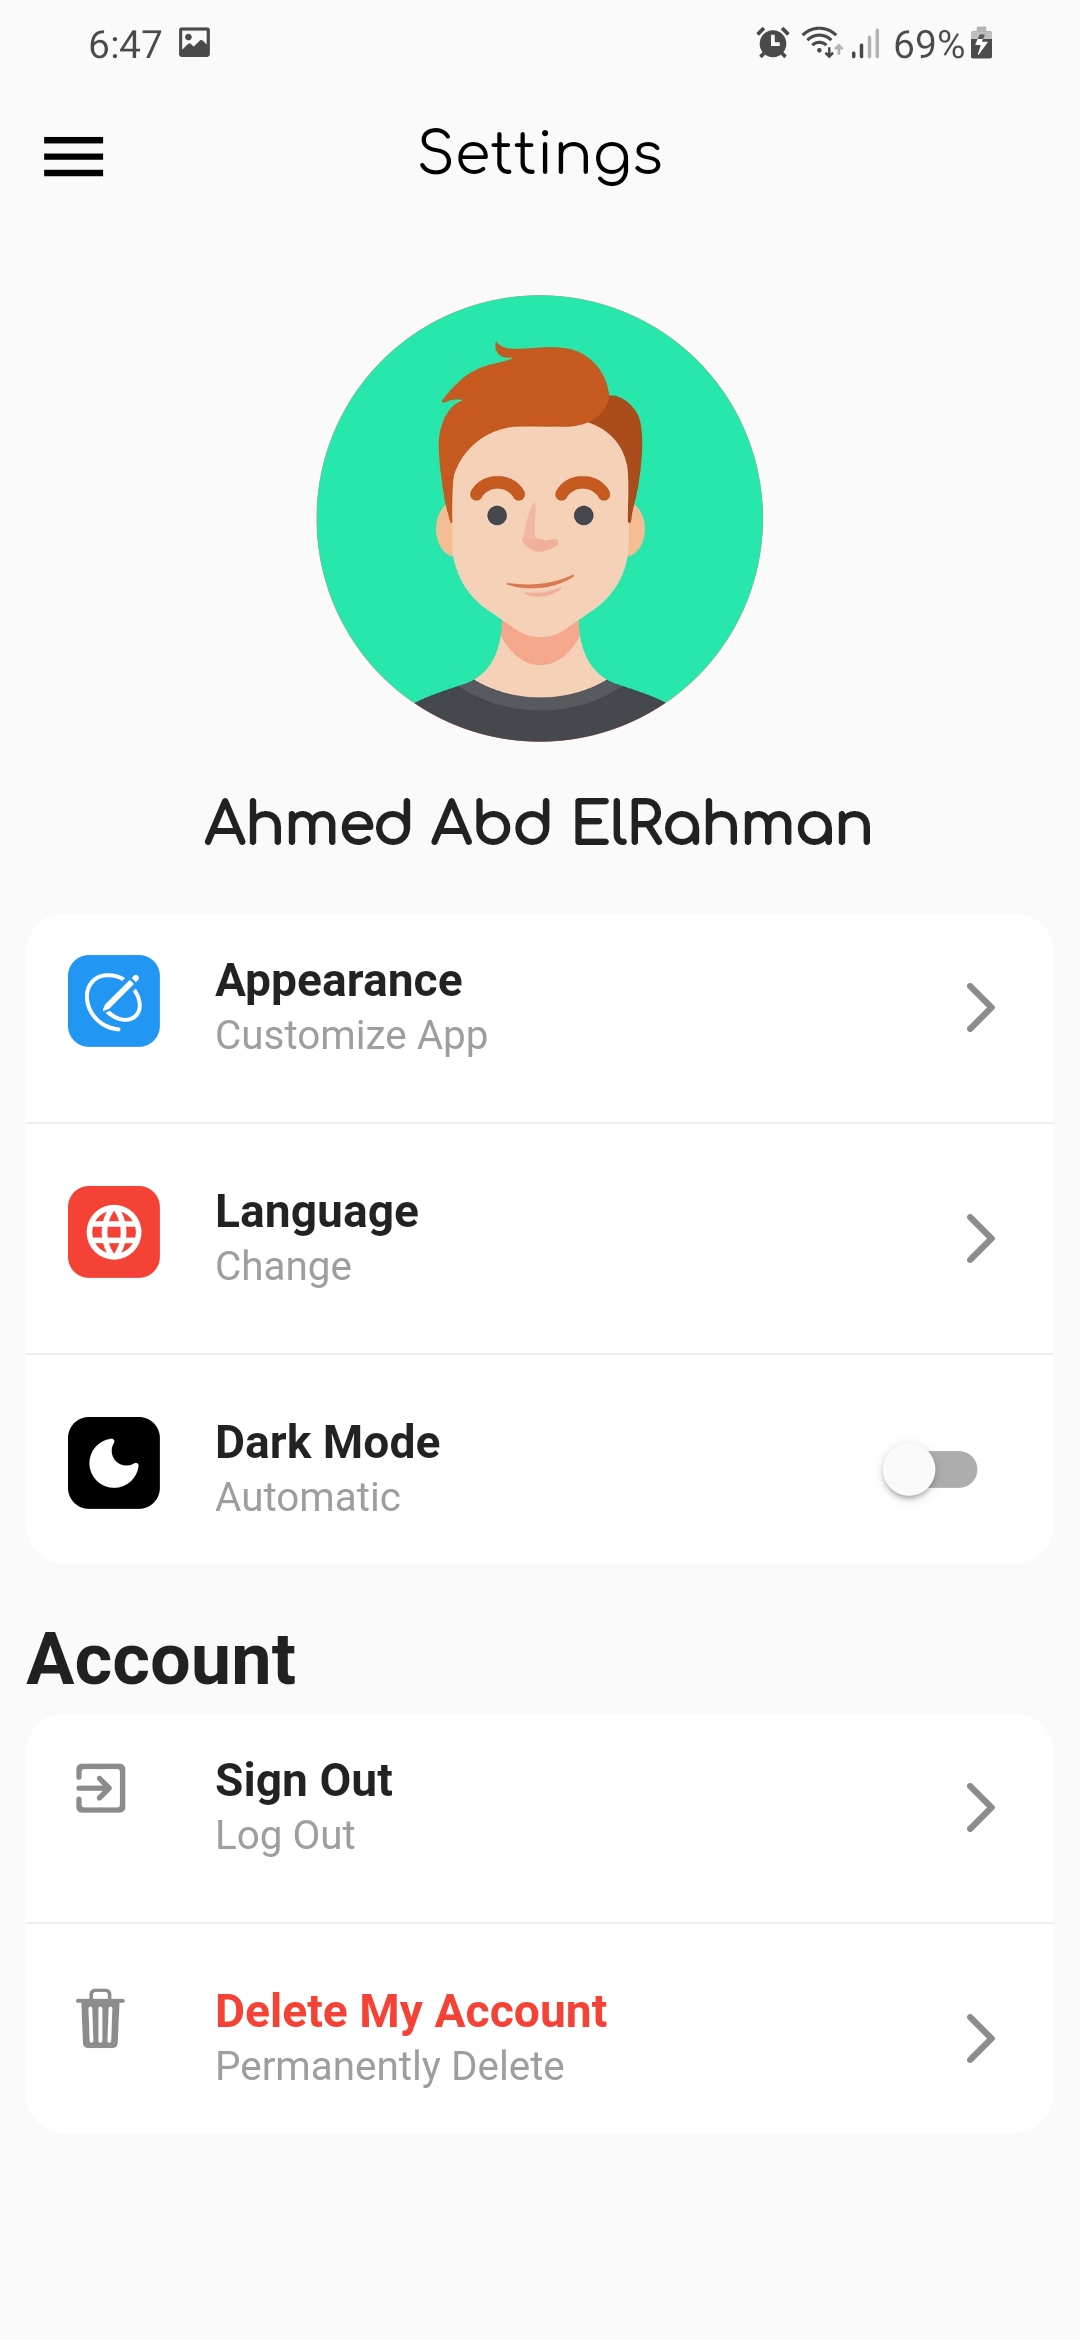 6:47 69%
Settings
Ahmed Abd ElRahman
Appearance
Customize App
Language
Change
Dark Mode
Automatic
Account
Sign Out
Log Out
Delete My Account
Permanently Delete